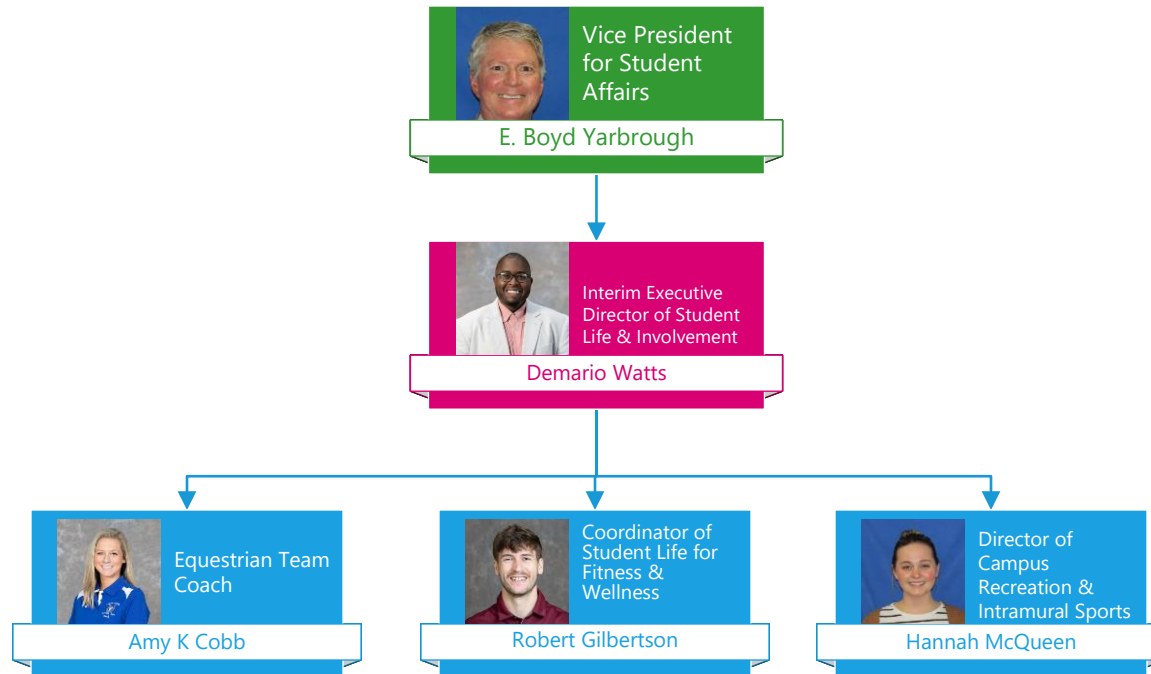 Vice President
for Student
Affairs
E. Boyd Yarbrough
Interim Executive
Director of Student
Life & Involvement
Demario Watts
Equestrian Team
Coach
Amy K Cobb
Coordinator of
Student Life for
Fitness &
Wellness
Robert Gilbertson
Director of
Campus
Recreation &
Intramural Sports
Hannah McQueen